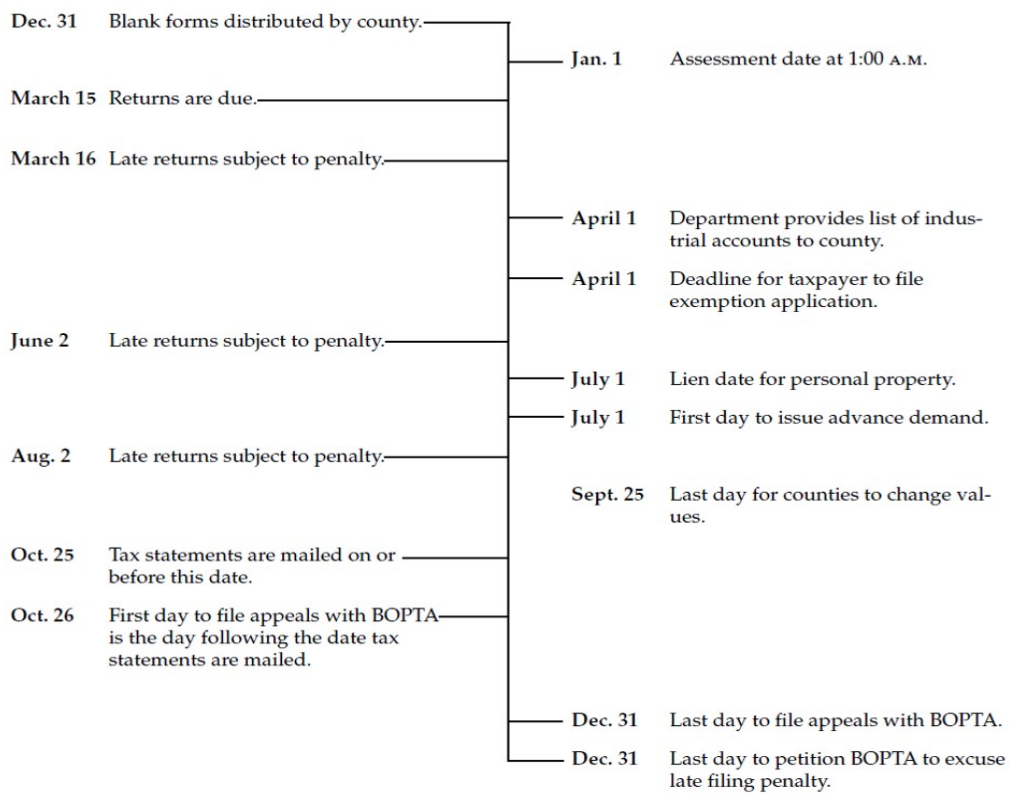 Dec. 31 Blank forms distributed by county.
Jan. 1 Assessment date at 1:00 A.M.
March 15 Returns are due.
March 16 Late returns subject to penalty.
April 1 Department provides list of indus-
trial accounts to county.
April 1 Deadline for taxpayer to file
exemption application.
June 2 Late returns subject to penalty.
July 1 Lien date for personal property.
July 1 First day to issue advance demand.
Aug. 2 Late returns subject to penalty.
Sept. 25 Last day for counties to change val-
ues.
Oct. 25 Tax statements are mailed on or
before this date.
Oct. 26 First day to file appeals with BOPTA
is the day following the date tax
statements are mailed.
Dec. 31 Last day to file appeals with BOPTA.
Dec. 31 Last day to petition BOPTA to excuse
late filing penalty.